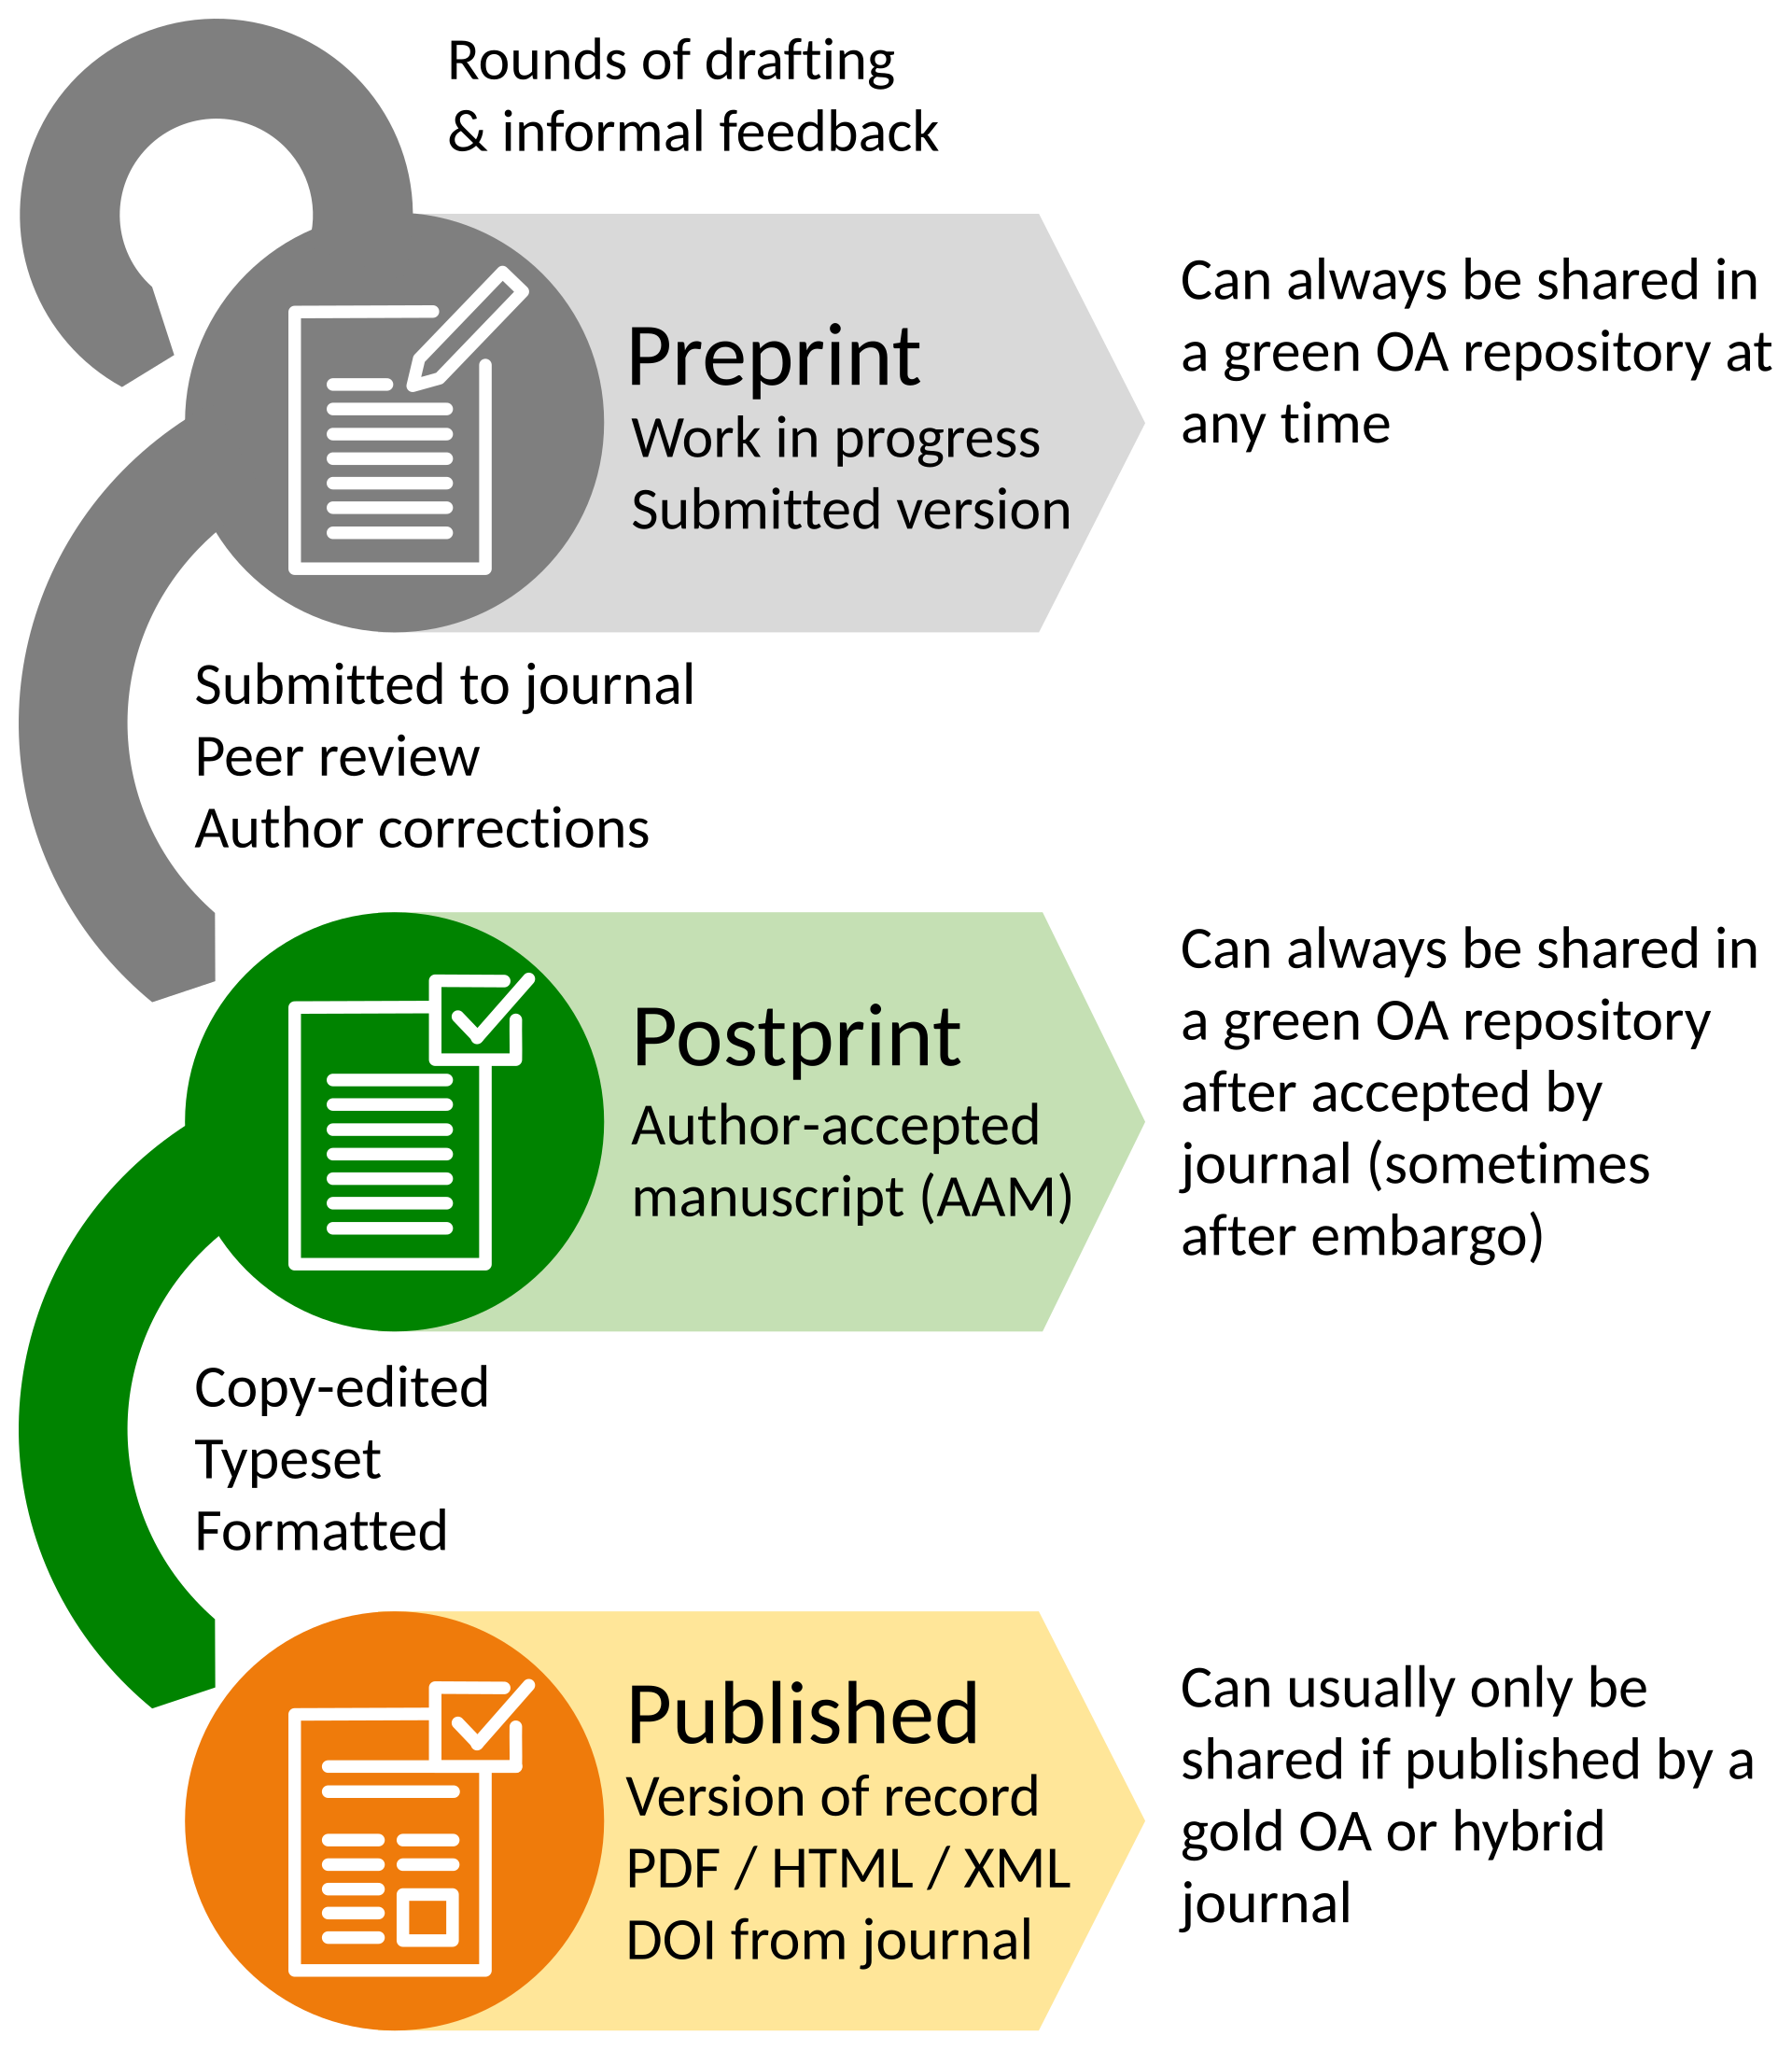 Rounds of drafting
& informal feedback
Preprint
Work in progress
Submitted version
Can always be shared in
a green OA repository at
any time
Submitted to journal
Peer review
Author corrections
Postprint
Author-accepted
manuscript (AAM)
Can always be shared in
a green OA repository
after accepted by
journal (sometimes
after embargo)
Copy-edited
Typeset
Formatted
Published
Version of record
PDF / HTML / XML
DOI from journal
Can usually only be
shared if published by a
gold OA or hybrid
journal